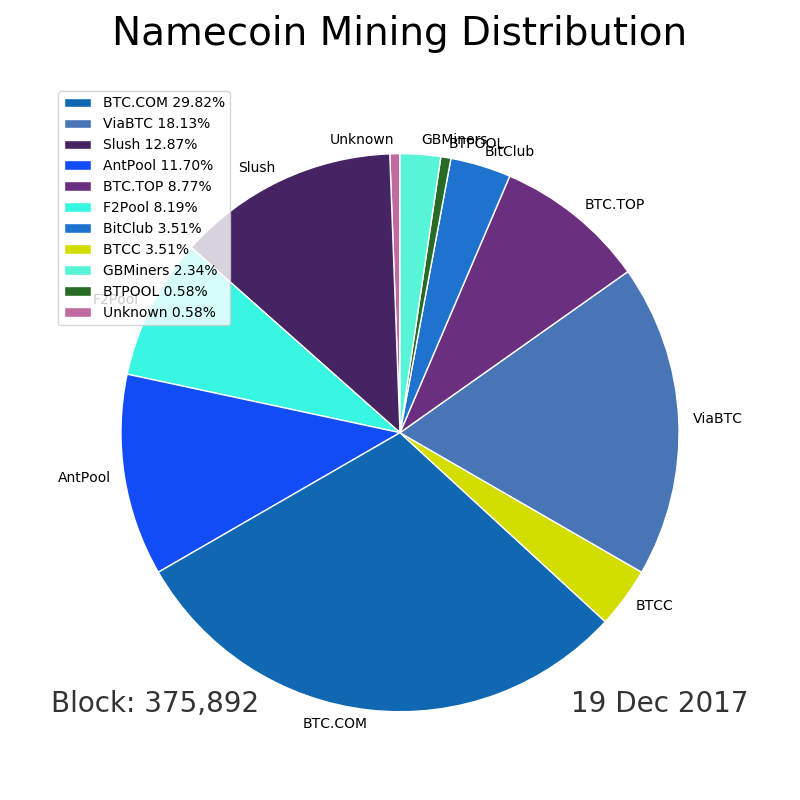 Namecoin Mining Distribution
BTC.COM 29.82%
ViaBTC 18.13%
Slush 12.87%
AntPool 11.70%
BTC.TOP 8.77%
F2Pool 8.19%
BitClub 3.51%
BTCC 3.51%
GBMiners 2.34%
BTPOOL 0.58%
Unknown 0.58%
Unknown
GBMiners
BTPOOL
BitClub
Slush
BTC.TOP
F2Pool
ViaBTC
AntPool
BTCC
BTC.COM
Block: 375,892
19 Dec 2017